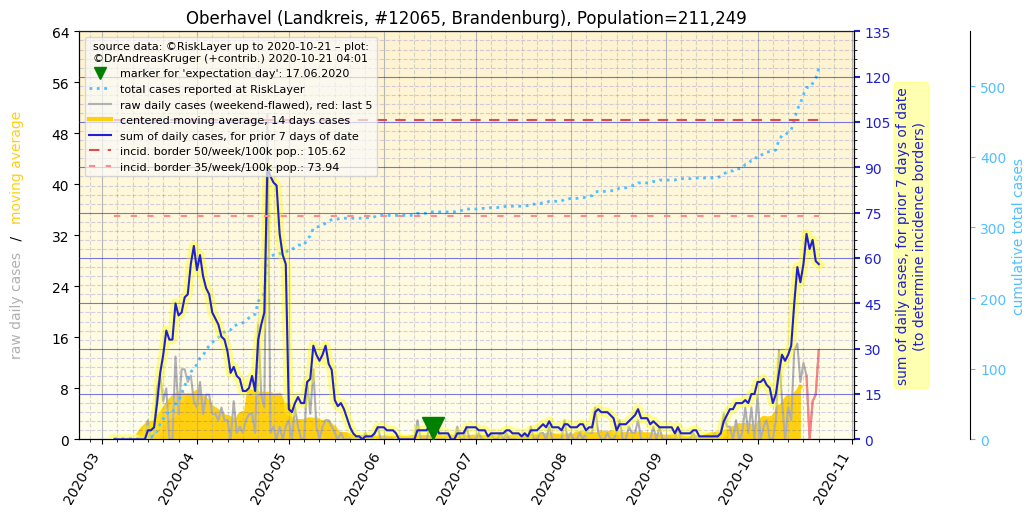 Oberhavel (Landkreis, #12065, Brandenburg), Population=211,249
source data: ©RiskLayer up to 2020-10-21 – plot:
©DrAndreasKruger (+contrib.) 2020-10-21 04:01
marker for 'expectation day': 17.06.2020
total cases reported at RiskLayer
raw daily cases (weekend-flawed), red: last 5
centered moving average, 14 days cases
sum of daily cases, for prior 7 days of date
incid. border 50/week/100k pop.: 105.62
incid. border 35/week/100k pop.: 73.94
raw daily cases / moving average
64
56
48
40
32
24
16
8
0
2020-03
2020-04
2020-05
2020-06
2020-07
2020-08
2020-09
2020-10
2020-11
135
120
105
90
75
60
45
30
15
0
sum of daily cases, for prior 7 days of date
(to determine incidence borders)
500
400
300
200
100
0
cumulative total cases